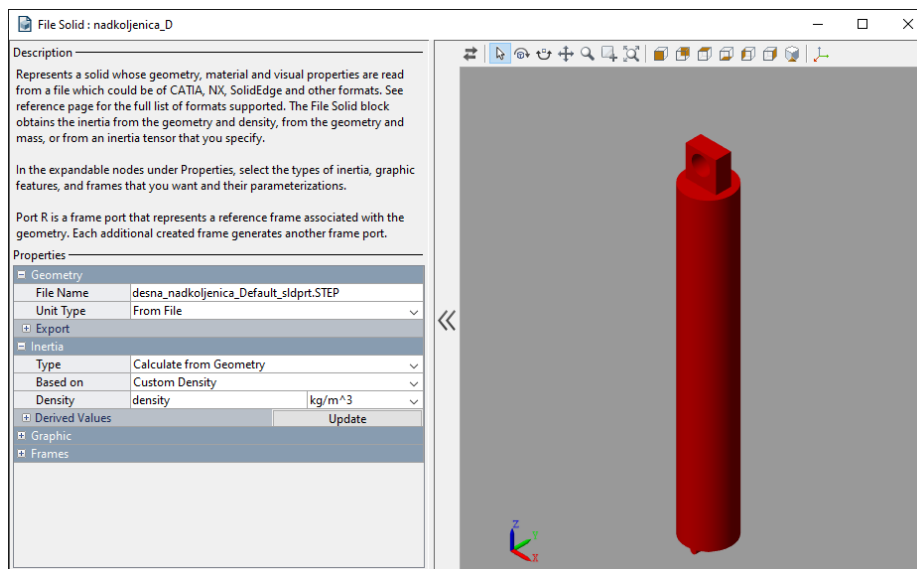 File Solid : nadkoljenica_D
Description
Represents a solid whose geometry, material and visual properties are read
from a file which could be of CATIA, NX, SolidEdge and other formats. See
reference page for the full list of formats supported. The File Solid block
obtains the inertia from the geometry and density, from the geometry and
mass, or from an inertia tensor that you specify.
In the expandable nodes under Properties, select the types of inertia, graphic
features, and frames that you want and their parameterizations.
Port R is a frame port that represents a reference frame associated with the
geometry. Each additional created frame generates another frame port.
Properties
Geometry
File Name desna_nadkoljenica_Default_sldprt.STEP
Unit Type From File
Export
Inertia
Type Calculate from Geometry
Based on Custom Density
Density density kg/m^3
Derived Values Update
Graphic
Frames
Z
Y
X